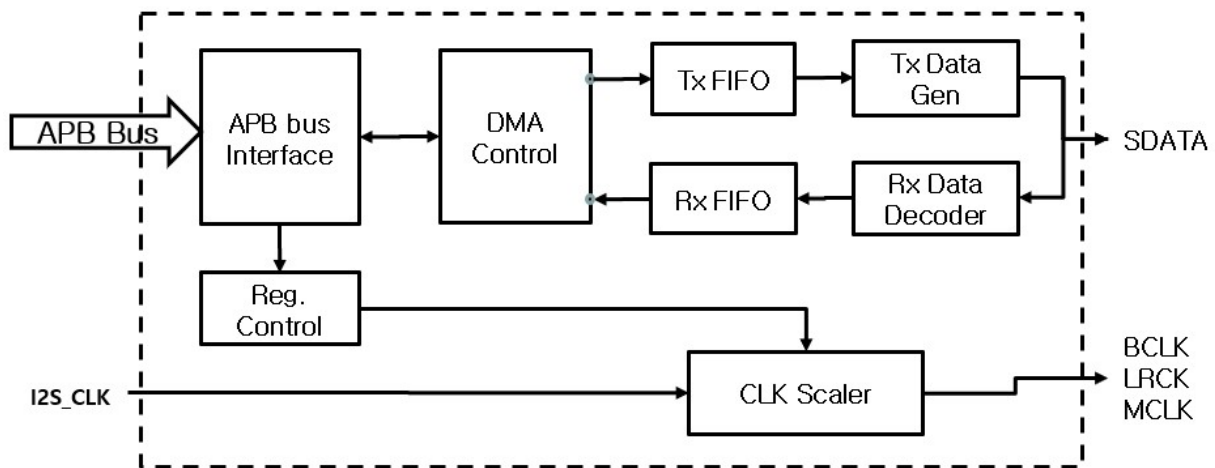 APB Bus
APB bus
Interface
DMA
Control
Tx FIFO
Tx Data
Gen
SDATA
Rx FIFO
Rx Data
Decoder
Reg.
Control
I2S_CLK
CLK Scaler
BCLK
LRCK
MCLK